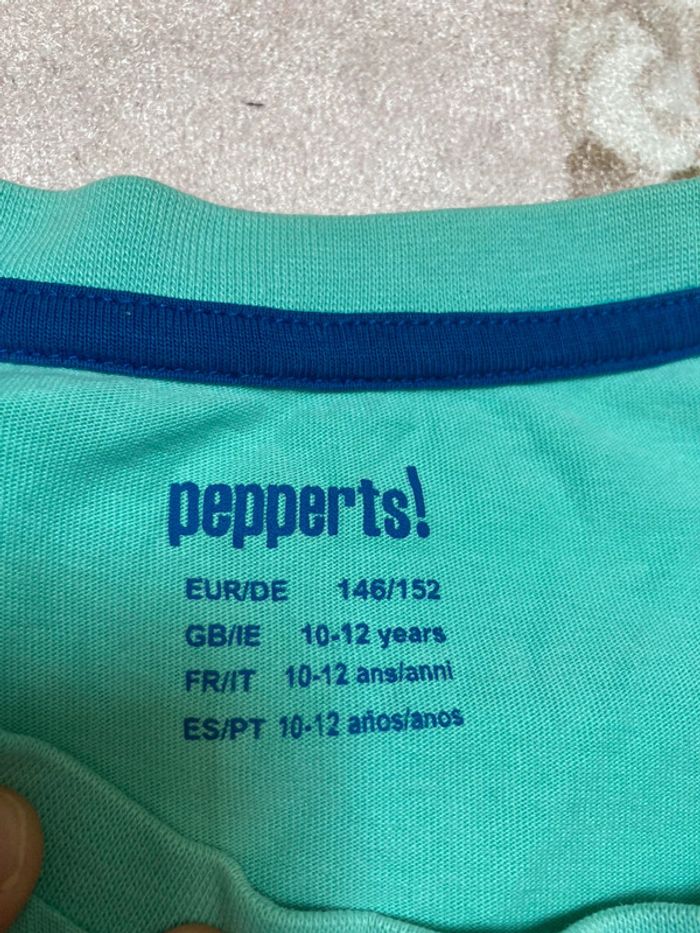 pepperts!
EUR/DE 146/152
GB/IE 10-12 years
FR/IT 10-12 ans/anni
ES/PT 10-12 años/anos